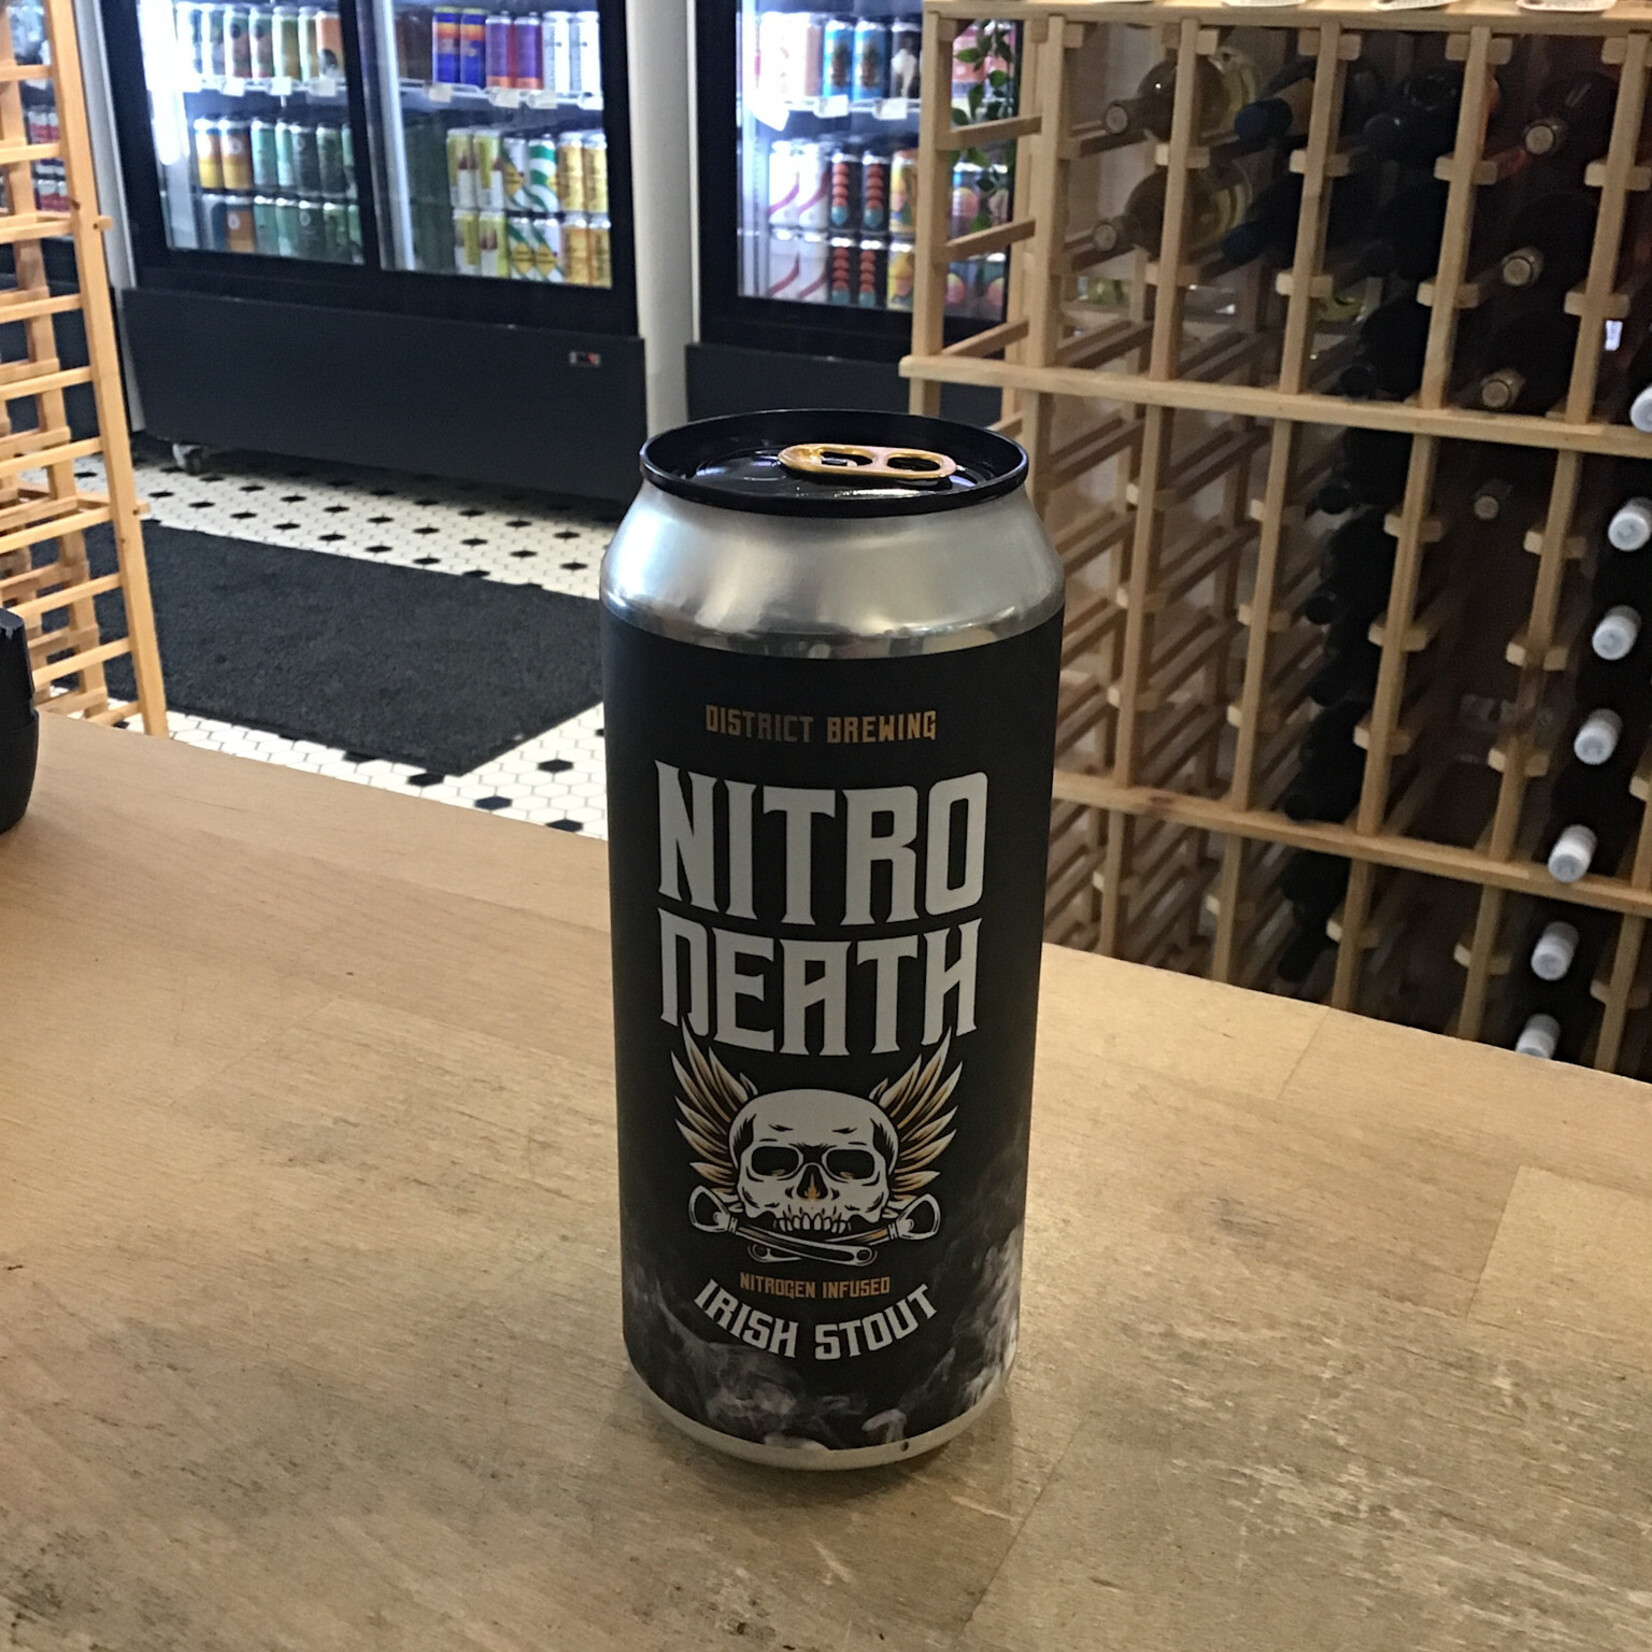 DISTRICT BREWING
NITRO
DEATH
NITROGEN INFUSED
IRISH STOUT